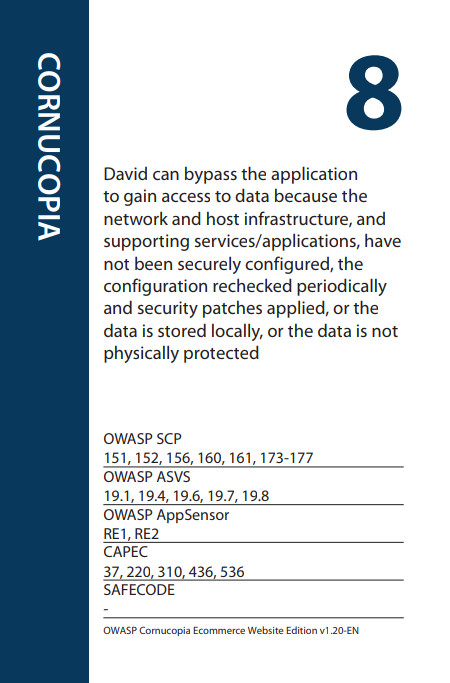 CORNUCOPIA
8
David can bypass the application
to gain access to data because the
network and host infrastructure, and
supporting services/applications, have
not been securely configured, the
configuration rechecked periodically
and security patches applied, or the
data is stored locally, or the data is not
physically protected
OWASP SCP
151, 152, 156, 160, 161, 173-177
OWASP ASVS
19.1, 19.4, 19.6, 19.7, 19.8
OWASP AppSensor
RE1, RE2
CAPEC
37, 220, 310, 436, 536
SAFECODE
-
OWASP Cornucopia Ecommerce Website Edition v1.20-EN